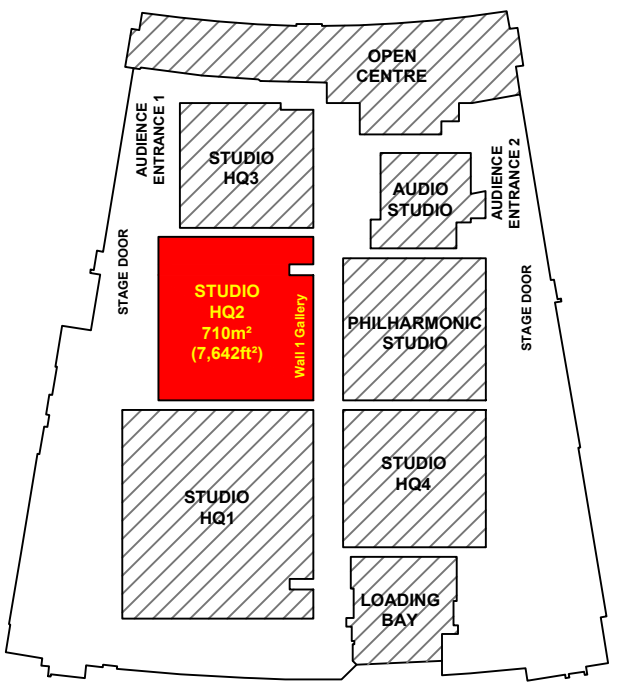 OPEN
CENTRE
AUDIENCE
ENTRANCE 1
STUDIO
HQ3
AUDIO
STUDIO
AUDIENCE
ENTRANCE 2
STAGE DOOR
STUDIO
HQ2
710m²
(7,642ft²)
Wall 1 Gallery
PHILHARMONIC
STUDIO
STAGE DOOR
STUDIO
HQ1
STUDIO
HQ4
LOADING
BAY